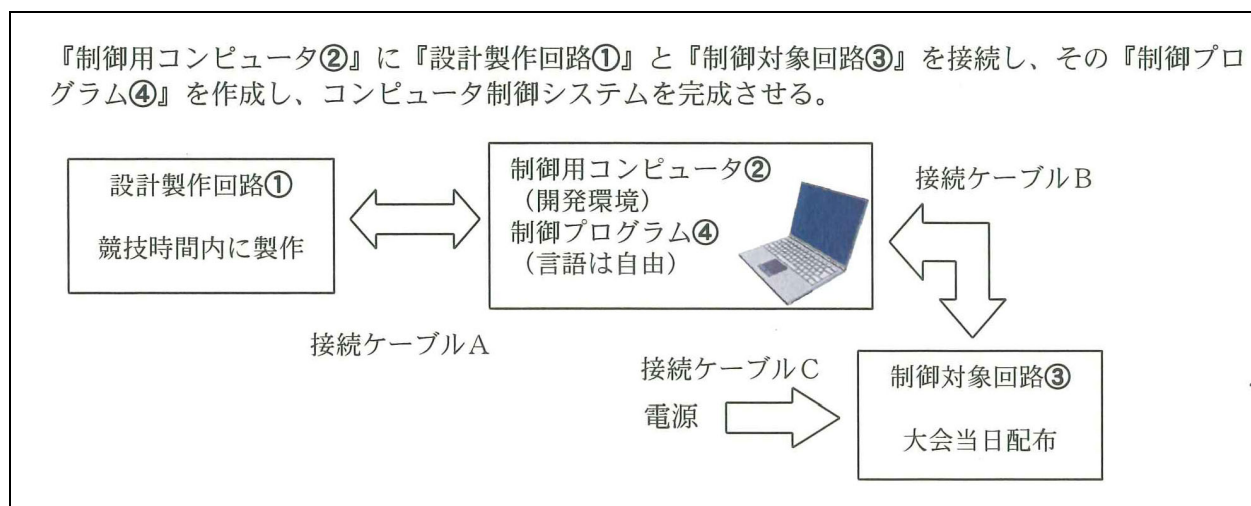 『制御用コンピュータ②』に『設計製作回路①』と『制御対象回路③』を接続し、その『制御プロ
グラム④』を作成し、コンピュータ制御システムを完成させる。
設計製作回路①
競技時間内に製作
制御用コンピュータ②
（開発環境）
制御プログラム④
（言語は自由）
接続ケーブルB
接続ケーブルA
接続ケーブルC
電源
制御対象回路③
大会当日配布